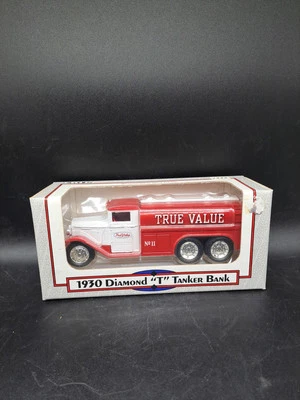 TRUE VALUE
No 11
1930 DIAMOND "T" TANKER BANK